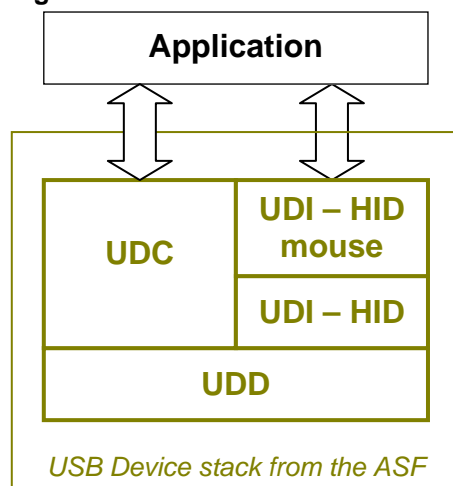 Application
UDC
UDI – HID
mouse
UDI – HID
UDD
USB Device stack from the ASF